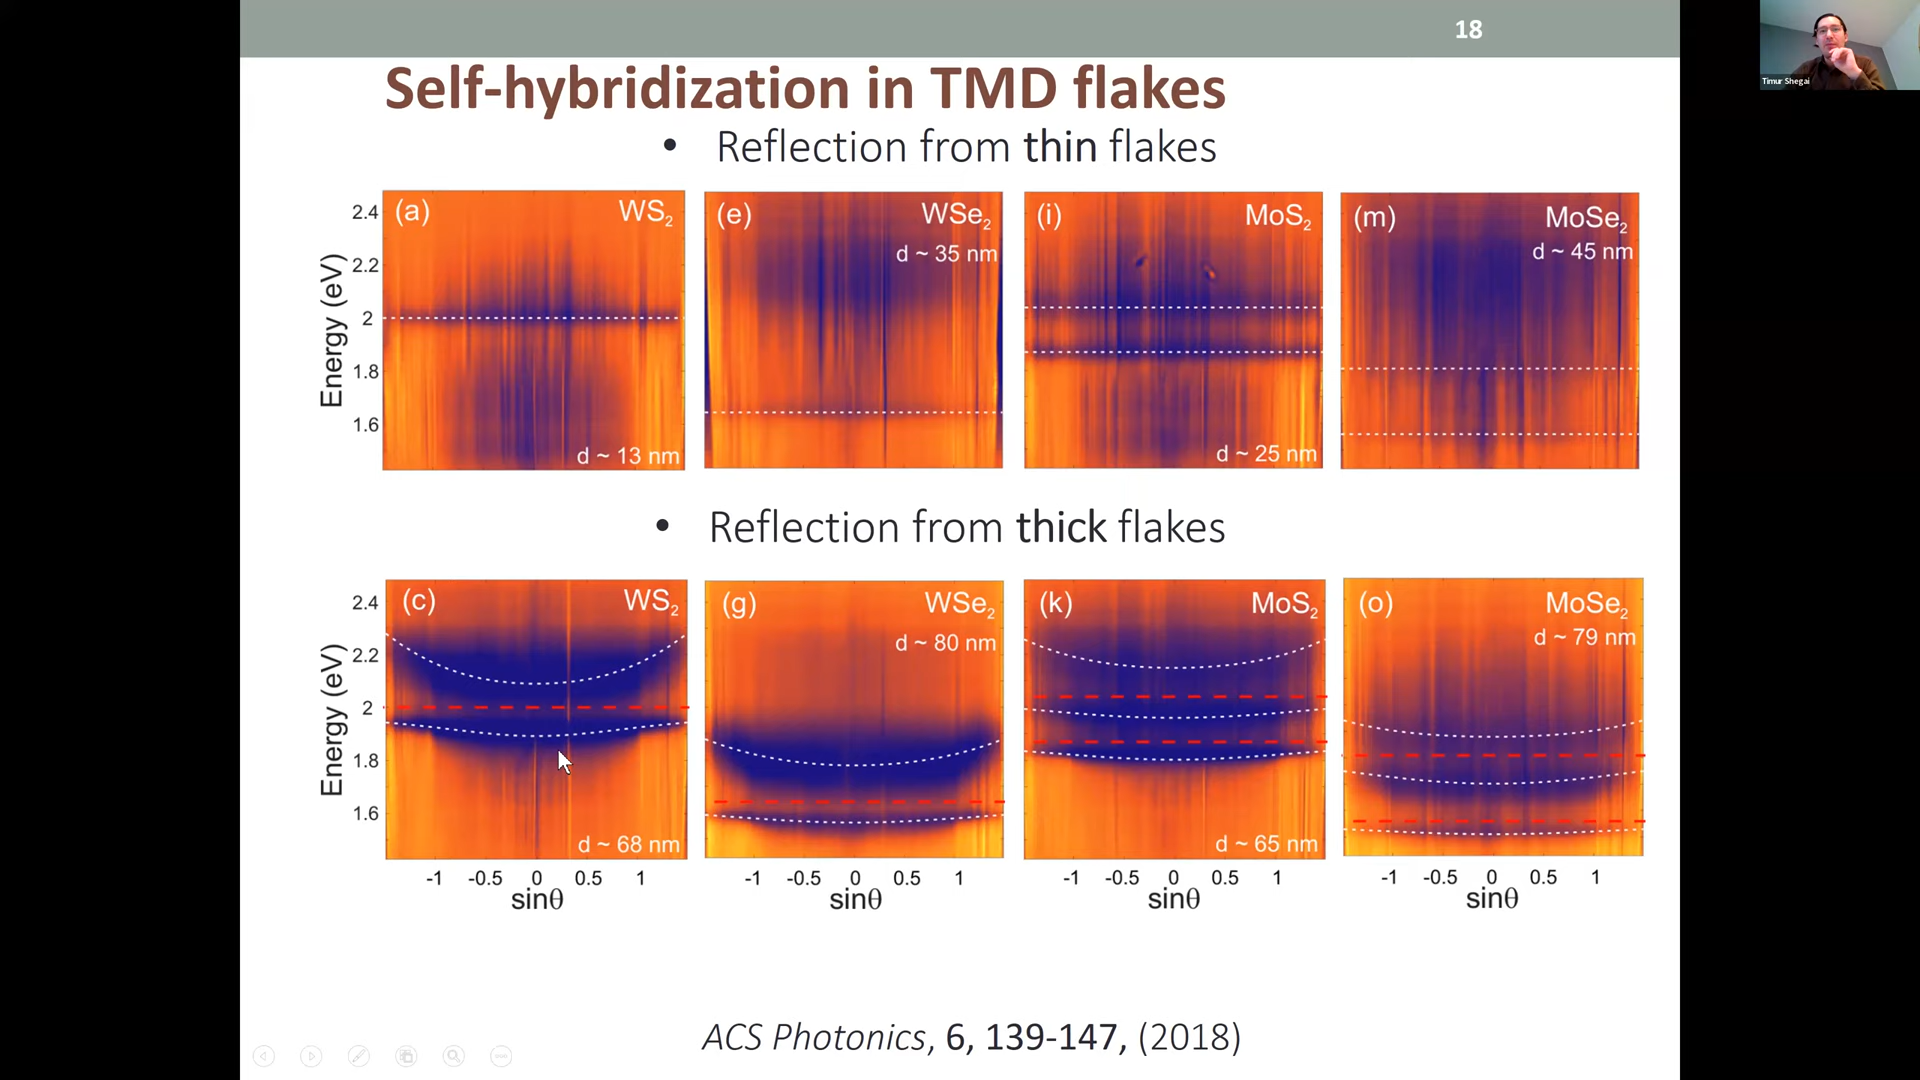 18
Timur Shegai
Self-hybridization in TMD flakes
• Reflection from thin flakes
(a) WS₂
d ~ 13 nm
(e) WSe₂
d ~ 35 nm
(i) MoS₂
d ~ 25 nm
(m) MoSe₂
d ~ 45 nm
Energy (eV)
2.4
2.2
2
1.8
1.6
• Reflection from thick flakes
(c) WS₂
d ~ 68 nm
(g) WSe₂
d ~ 80 nm
(k) MoS₂
d ~ 65 nm
(o) MoSe₂
d ~ 79 nm
Energy (eV)
2.4
2.2
2
1.8
1.6
-1 -0.5 0 0.5 1
sinθ
-1 -0.5 0 0.5 1
sinθ
-1 -0.5 0 0.5 1
sinθ
-1 -0.5 0 0.5 1
sinθ
ACS Photonics, 6, 139-147, (2018)